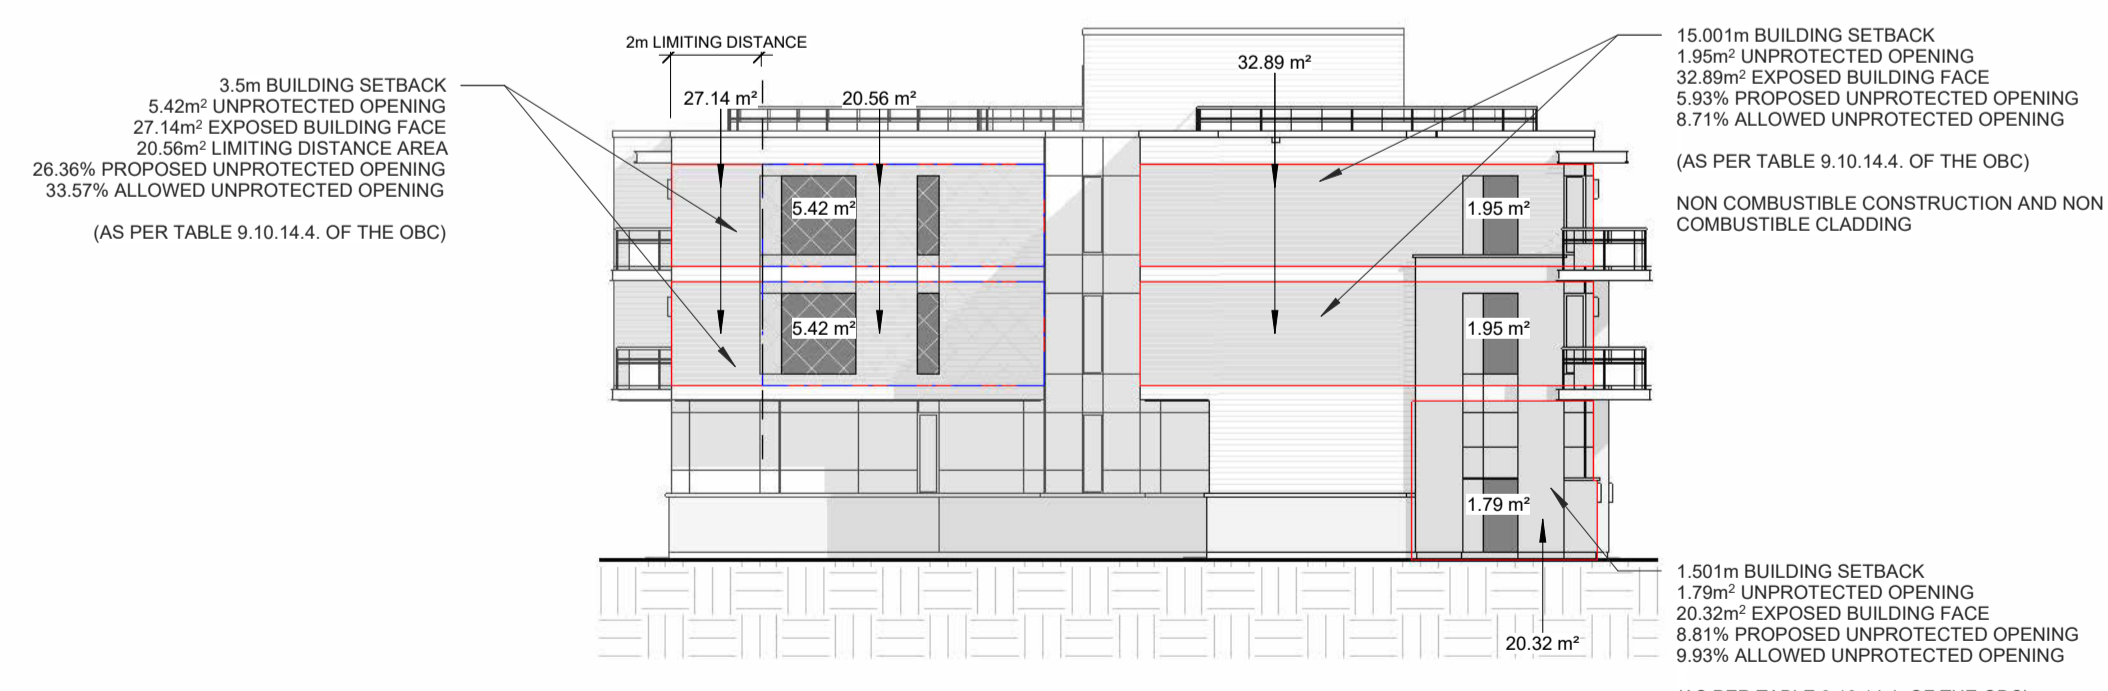 2m LIMITING DISTANCE
3.5m BUILDING SETBACK
5.42m² UNPROTECTED OPENING
27.14m² EXPOSED BUILDING FACE
20.56m² LIMITING DISTANCE AREA
26.36% PROPOSED UNPROTECTED OPENING
33.57% ALLOWED UNPROTECTED OPENING
(AS PER TABLE 9.10.14.4. OF THE OBC)
27.14 m²
20.56 m²
32.89 m²
15.001m BUILDING SETBACK
1.95m² UNPROTECTED OPENING
32.89m² EXPOSED BUILDING FACE
5.93% PROPOSED UNPROTECTED OPENING
8.71% ALLOWED UNPROTECTED OPENING
(AS PER TABLE 9.10.14.4. OF THE OBC)
NON COMBUSTIBLE CONSTRUCTION AND NON
COMBUSTIBLE CLADDING
5.42 m²
1.95 m²
5.42 m²
1.95 m²
1.79 m²
20.32 m²
1.501m BUILDING SETBACK
1.79m² UNPROTECTED OPENING
20.32m² EXPOSED BUILDING FACE
8.81% PROPOSED UNPROTECTED OPENING
9.93% ALLOWED UNPROTECTED OPENING